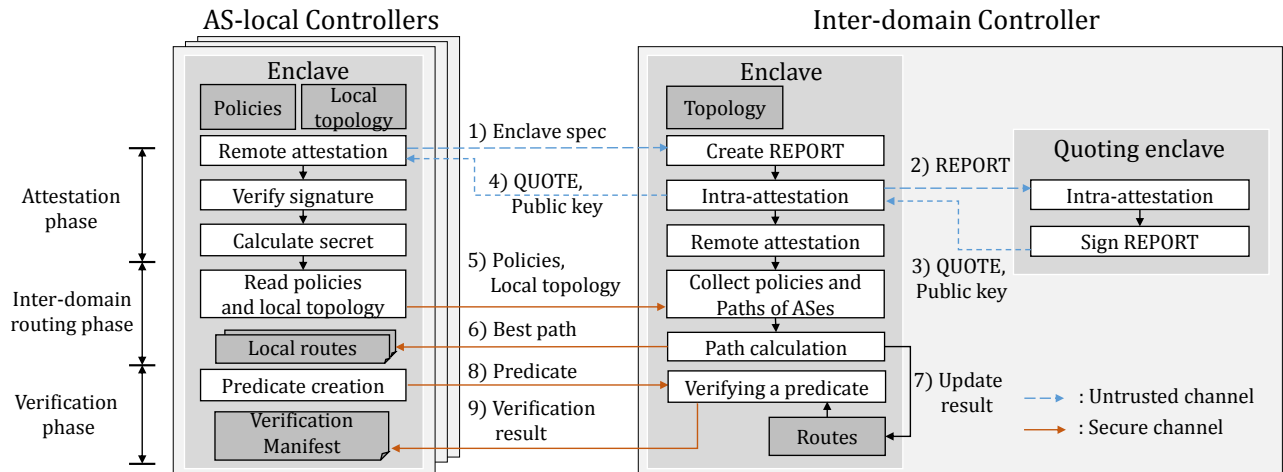 AS-local Controllers
Inter-domain Controller
Enclave
Policies
Local
topology
Remote attestation
Verify signature
Calculate secret
Read policies
and local topology
Local routes
Predicate creation
Verification
Manifest
Attestation
phase
Inter-domain
routing phase
Verification
phase
1) Enclave spec
4) QUOTE,
Public key
5) Policies,
Local topology
6) Best path
8) Predicate
9) Verification
result
Enclave
Topology
Create REPORT
Intra-attestation
Remote attestation
Collect policies and
Paths of ASes
Path calculation
Verifying a predicate
Routes
2) REPORT
3) QUOTE,
Public key
7) Update
result
Quoting enclave
Intra-attestation
Sign REPORT
: Untrusted channel
: Secure channel